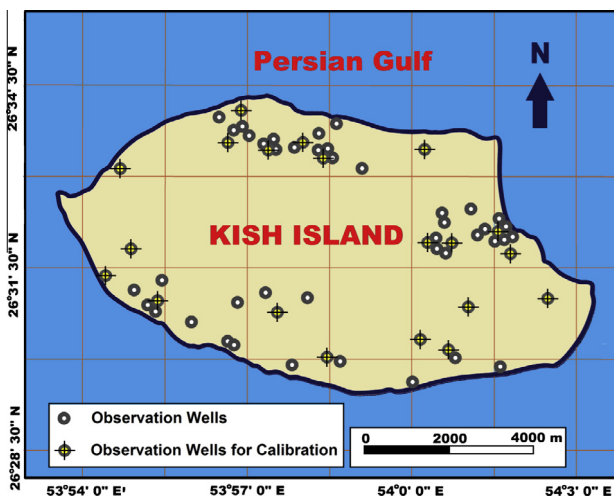 Persian Gulf
N
KISH ISLAND
26°34' 30" N
26°31' 30" N
26°28' 30" N
Observation Wells
Observation Wells for Calibration
0 2000 4000 m
53°54' 0" E'
53°57' 0" E
54°0' 0" E
54°3' 0" E